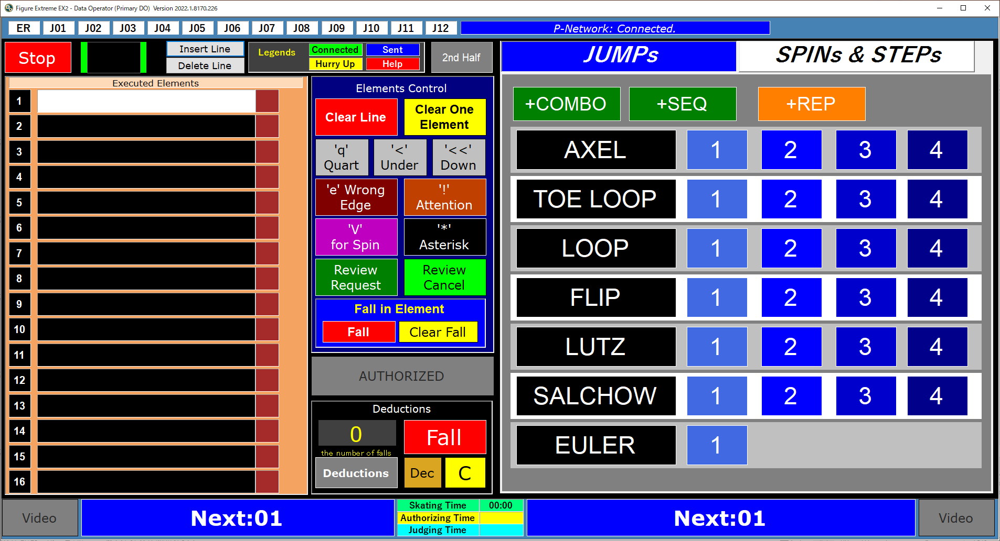 Figure Extreme EX2 - Data Operator (Primary DO)  Version 2022.1.8170.226
ER J01 J02 J03 J04 J05 J06 J07 J08 J09 J10 J11 J12 P-Network: Connected.
Stop
Insert Line
Delete Line
Legends
Connected Sent
Hurry Up Help
2nd Half
JUMPs
SPINs & STEPs
Executed Elements
1
2
3
4
5
6
7
8
9
10
11
12
13
14
15
16
Elements Control
Clear Line
Clear One
Element
'q'
Quart
'<'
Under
'<<'
Down
'e' Wrong
Edge
'!'
Attention
'V'
for Spin
'*'
Asterisk
Review
Request
Review
Cancel
Fall in Element
Fall
Clear Fall
AUTHORIZED
Deductions
0
the number of falls
Fall
Deductions
Dec
C
+COMBO +SEQ +REP
AXEL 1 2 3 4
TOE LOOP 1 2 3 4
LOOP 1 2 3 4
FLIP 1 2 3 4
LUTZ 1 2 3 4
SALCHOW 1 2 3 4
EULER 1
Video
Next:01
Skating Time 00:00
Authorizing Time
Judging Time
Next:01
Video